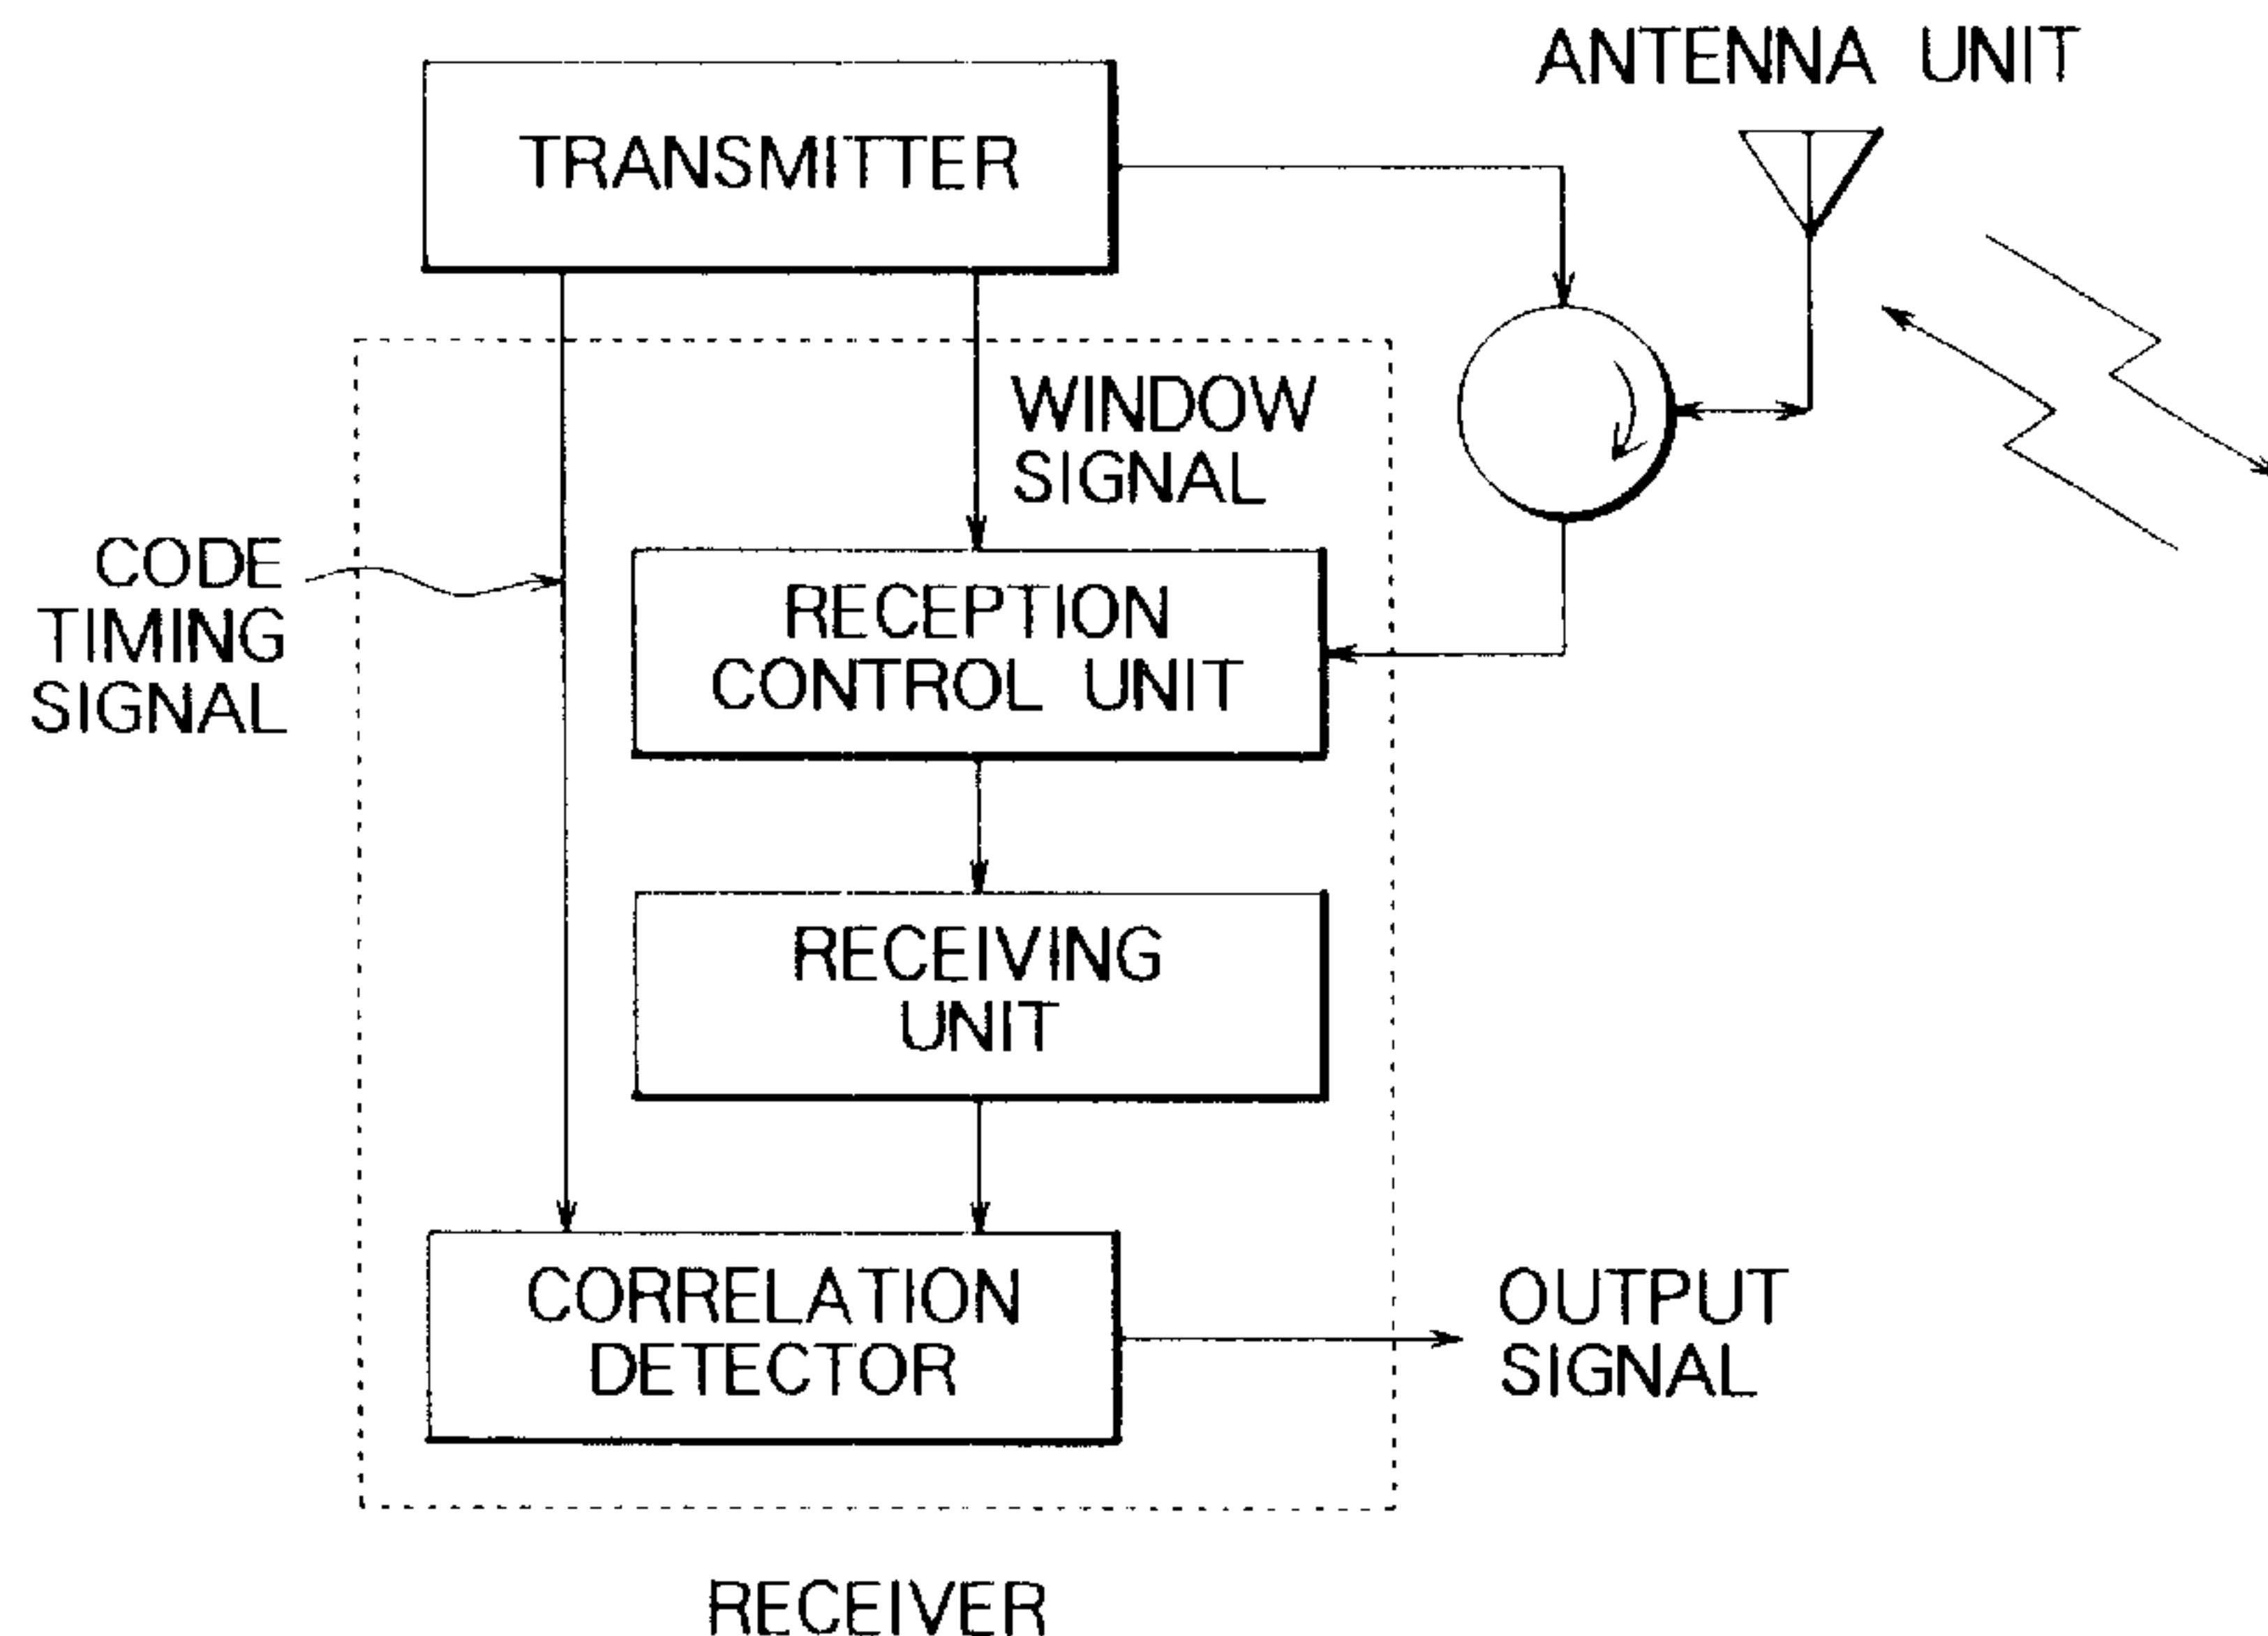 ANTENNA UNIT
TRANSMITTER
WINDOW
SIGNAL
CODE
TIMING
SIGNAL
RECEPTION
CONTROL UNIT
RECEIVING
UNIT
CORRELATION
DETECTOR
OUTPUT
SIGNAL
RECEIVER